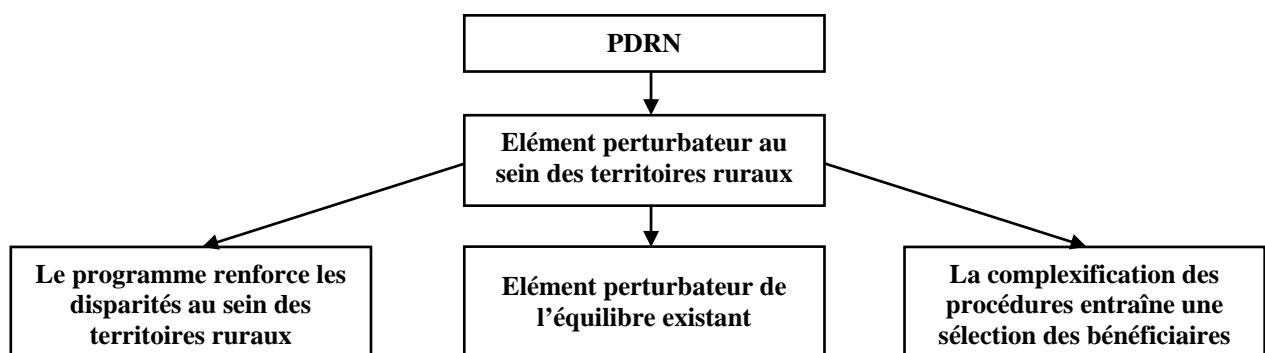 PDRN
Elément perturbateur au
sein des territoires ruraux
Le programme renforce les
disparités au sein des
territoires ruraux
Elément perturbateur de
l’équilibre existant
La complexification des
procédures entraîne une
sélection des bénéficiaires